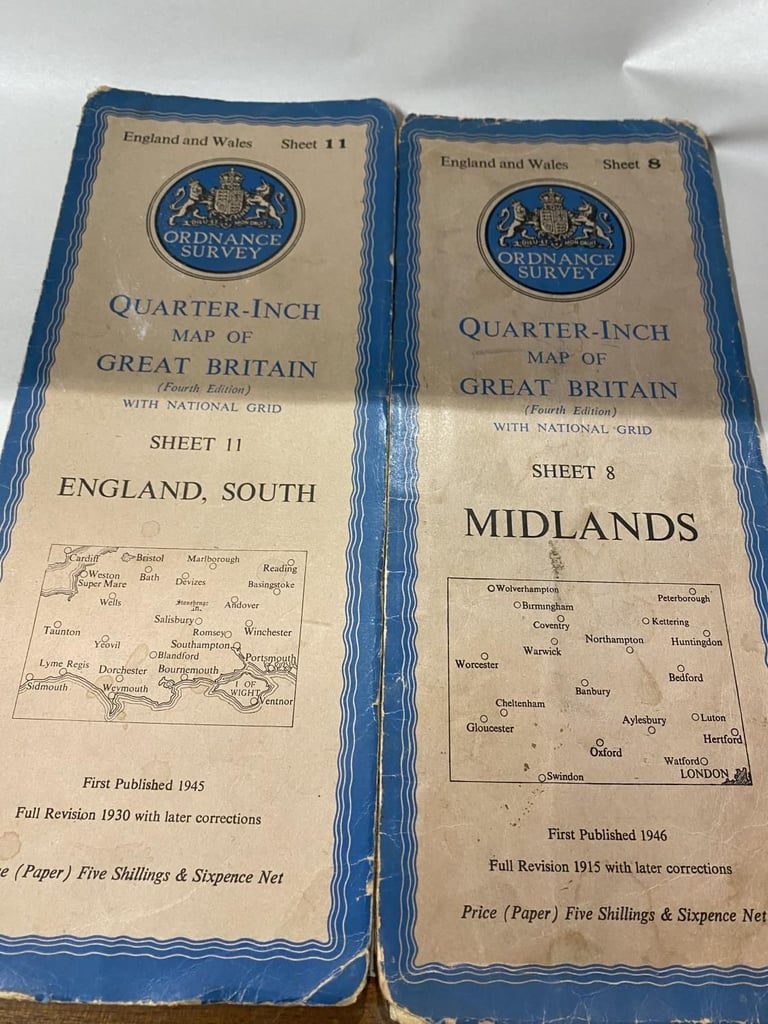 England and Wales Sheet 11
ORDNANCE
SURVEY
QUARTER-INCH
MAP OF
GREAT BRITAIN
(Fourth Edition)
WITH NATIONAL GRID
SHEET 11
ENGLAND, SOUTH
Cardiff
Bristol
Marlborough
Reading
Weston
Super Mare
Bath
Devizes
Basingstoke
Wells
Stonehenge
Andover
Salisbury
Taunton
Yeovil
Romsey
Winchester
Southampton
Blandford
Portsmouth
Lyme Regis
Dorchester
Bournemouth
Sidmouth
Weymouth
I. OF
WIGHT
Ventnor
First Published 1945
Full Revision 1930 with later corrections
(Paper) Five Shillings & Sixpence Net
England and Wales Sheet 8
ORDNANCE
SURVEY
QUARTER-INCH
MAP OF
GREAT BRITAIN
(Fourth Edition)
WITH NATIONAL GRID
SHEET 8
MIDLANDS
Wolverhampton
Peterborough
Birmingham
Coventry
Kettering
Warwick
Northampton
Huntingdon
Worcester
Bedford
Banbury
Cheltenham
Gloucester
Aylesbury
Luton
Hertford
Oxford
Watford
LONDON
Swindon
First Published 1946
Full Revision 1915 with later corrections
Price (Paper) Five Shillings & Sixpence Net